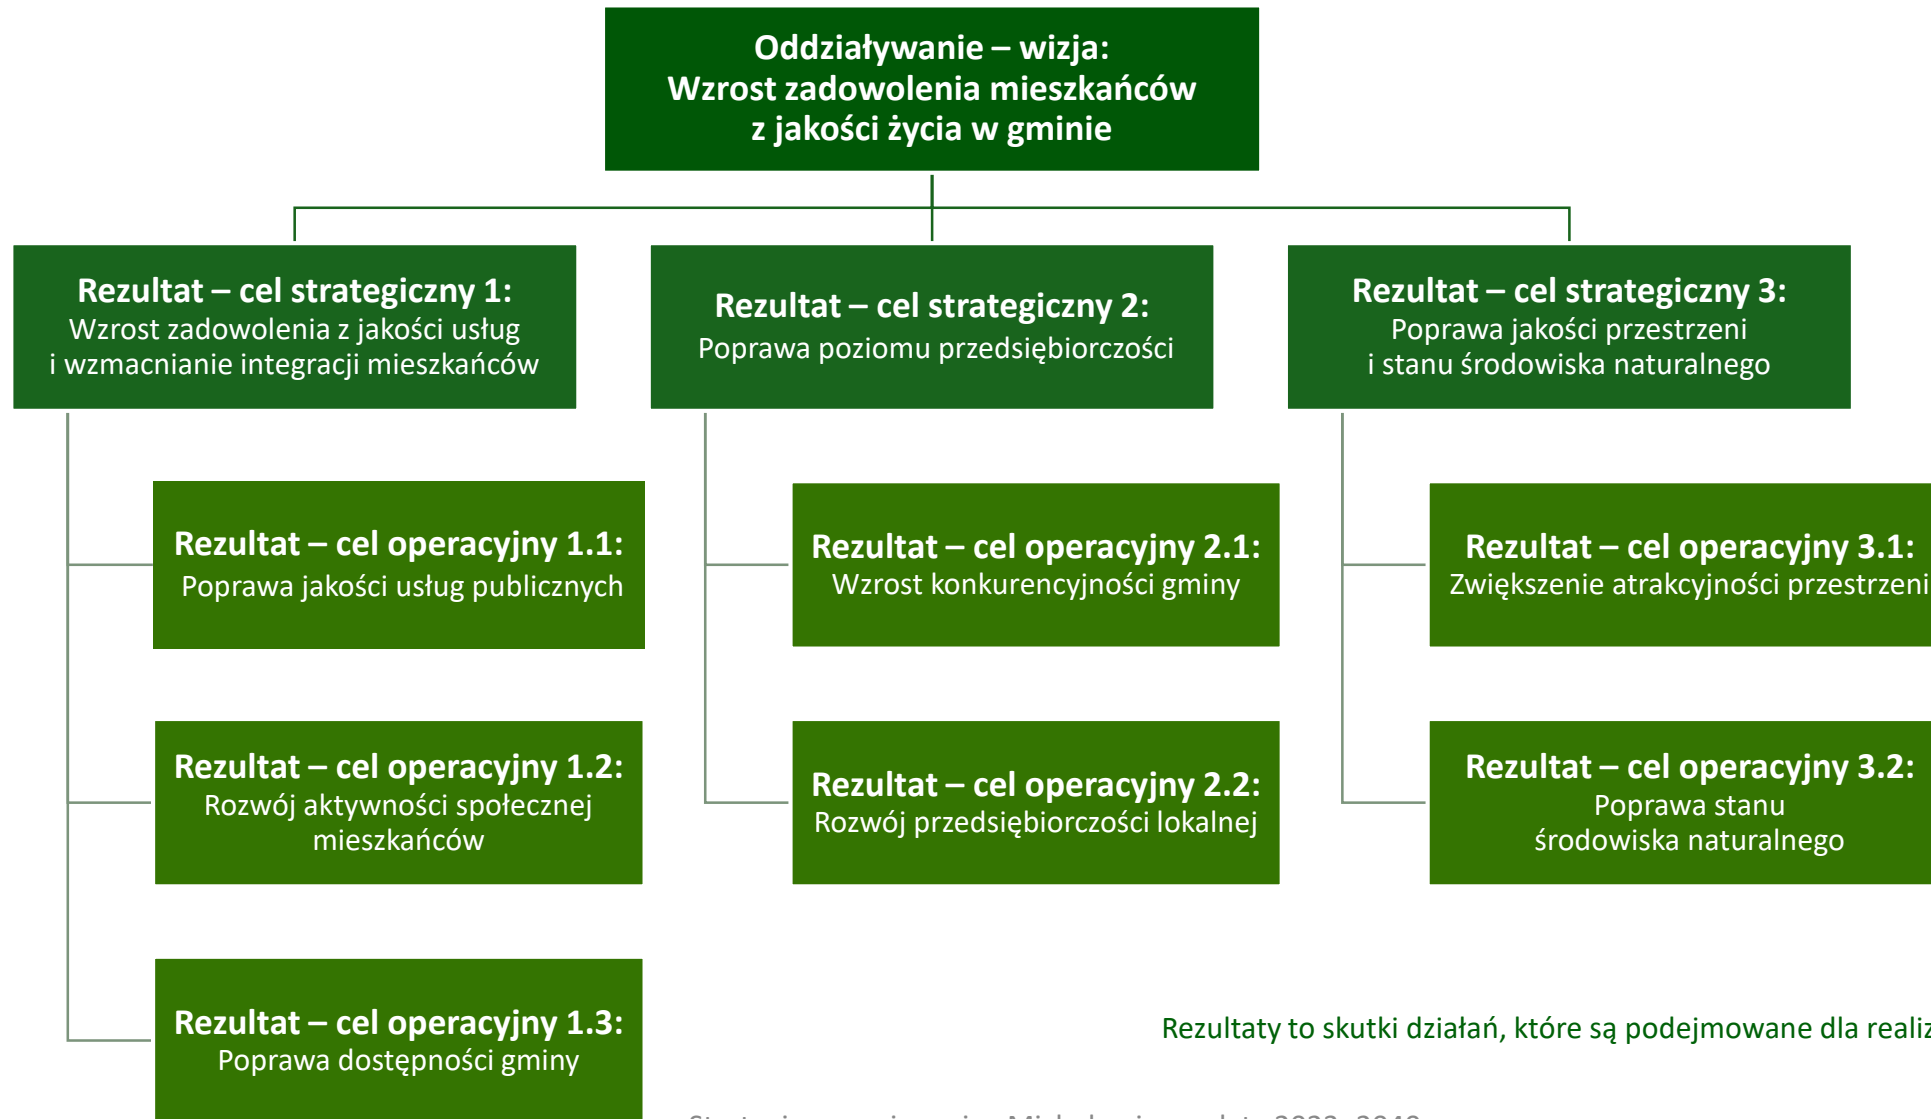 Oddziaływanie – wizja:
Wzrost zadowolenia mieszkańców
z jakości życia w gminie
Rezultat – cel strategiczny 1:
Wzrost zadowolenia z jakości usług
i wzmacnianie integracji mieszkańców
Rezultat – cel strategiczny 2:
Poprawa poziomu przedsiębiorczości
Rezultat – cel strategiczny 3:
Poprawa jakości przestrzeni
i stanu środowiska naturalnego
Rezultat – cel operacyjny 1.1:
Poprawa jakości usług publicznych
Rezultat – cel operacyjny 2.1:
Wzrost konkurencyjności gminy
Rezultat – cel operacyjny 3.1:
Zwiększenie atrakcyjności przestrzeni
Rezultat – cel operacyjny 1.2:
Rozwój aktywności społecznej
mieszkańców
Rezultat – cel operacyjny 2.2:
Rozwój przedsiębiorczości lokalnej
Rezultat – cel operacyjny 3.2:
Poprawa stanu
środowiska naturalnego
Rezultat – cel operacyjny 1.3:
Poprawa dostępności gminy
Rezultaty to skutki działań, które są podejmowane dla